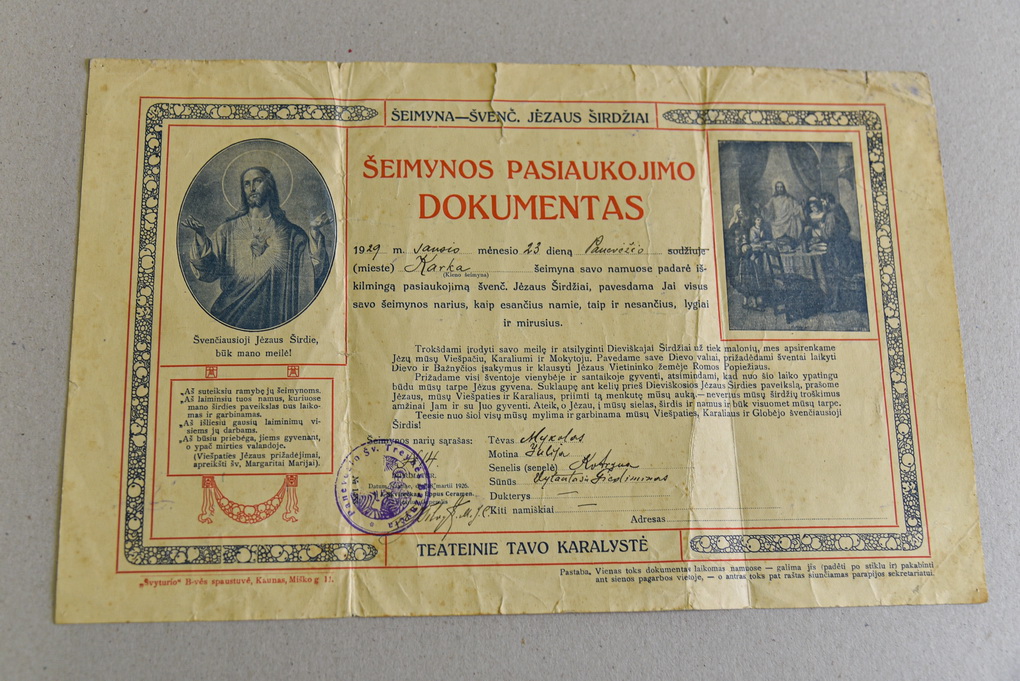 ŠEIMYNA—ŠVENČ. JĖZAUS ŠIRDŽIAI
ŠEIMYNOS PASIAUKOJIMO
DOKUMENTAS
1929 m. sausio mėnesio 23 dieną Panevėžio sodžiuje
(mieste) Karka šeimyna savo namuose padarė iš-
(Kieno šeimyna)
kilmingą pasiaukojimą švenč. Jėzaus Širdžiai, pavesdama Jai visus
savo šeimynos narius, kaip esančius namie, taip ir nesančius, lygiai
ir mirusius.
Švenčiausioji Jėzaus Širdie,
būk mano meilė!
„Aš suteiksiu ramybę jų šeimynoms.
„Aš laiminsiu tuos namus, kuriuose
mano širdies paveikslas bus laiko-
mas ir garbinamas.
„Aš išliesiu gausių laiminimų vi-
siems jų darbams.
„Aš būsiu priebėga, jiems gyvenant,
o ypač mirties valandoje.
(Viešpaties Jėzaus prižadėjimai,
apreikšti šv. Margaritai Marijai).
Trokšdami įrodyti savo meilę ir atsilyginti Dieviškajai Širdžiai už tiek malonių, mes apsirenkame
Jėzų mūsų Viešpačiu, Karaliumi ir Mokytoju. Pavedame save Dievo valiai, prižadėdami šventai laikyti
Dievo ir Bažnyčios įsakymus ir klausyti Jėzaus Vietininko žemėje Romos Popiežiaus.
Prižadame visi šventoje vienybėje ir santaikoje gyventi, atsimindami, kad nuo šio laiko ypatingu
būdu mūsų tarpe Jėzus gyvena. Suklaupę ant kelių prieš Dieviškosios Jėzaus Širdies paveikslą, prašome
Jėzaus, mūsų Viešpaties ir Karaliaus, priimti tą menkutę mūsų auką,—nevertus mūsų širdžių troškimus
amžinai Jam ir su Juo gyventi. Ateik, o Jėzau, į mūsų sielas, širdis ir namus ir būk visuomet mūsų tarpe.
Teesie nuo šiol visų mūsų mylima ir garbinama mūsų Viešpaties, Karaliaus ir Globėjo švenčiausioji
Širdis!
Šeimynos narių sąrašas:
Tėvas Mykolas
Motina Julija
Senelis (senelė)
Sūnūs Vytautas Gediminas
Dukterys —
Kiti namiškiai —
Adresas
martii 1926.
TEATEINIE TAVO KARALYSTĖ
„Švyturio“ B-vės spaustuvė, Kaunas, Miško g 11.
Pastaba. Vienas toks dokumentas laikomas namuose — galima jis (padėti po stiklu ir) pakabinti
ant sienos pagarbos vietoje, — o antras toks pat raštas siunčiamas parapijos sekretariatui.